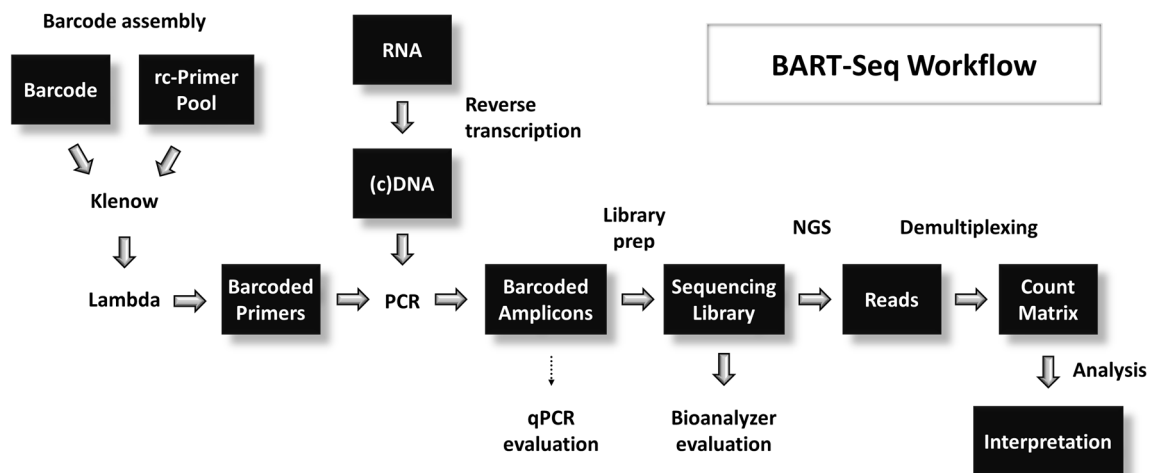 Barcode assembly
Barcode
rc-Primer
Pool
Klenow
Lambda
Barcoded
Primers
RNA
Reverse
transcription
(c)DNA
PCR
BART-Seq Workflow
Barcoded
Amplicons
Library
prep
Sequencing
Library
NGS
Reads
Demultiplexing
Count
Matrix
qPCR
evaluation
Bioanalyzer
evaluation
Analysis
Interpretation